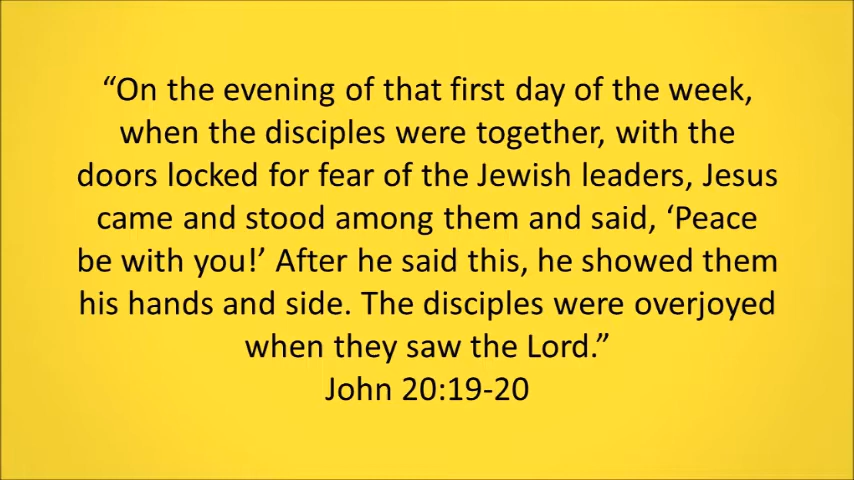 “On the evening of that first day of the week,
when the disciples were together, with the
doors locked for fear of the Jewish leaders, Jesus
came and stood among them and said, ‘Peace
be with you!’ After he said this, he showed them
his hands and side. The disciples were overjoyed
when they saw the Lord.”
John 20:19-20